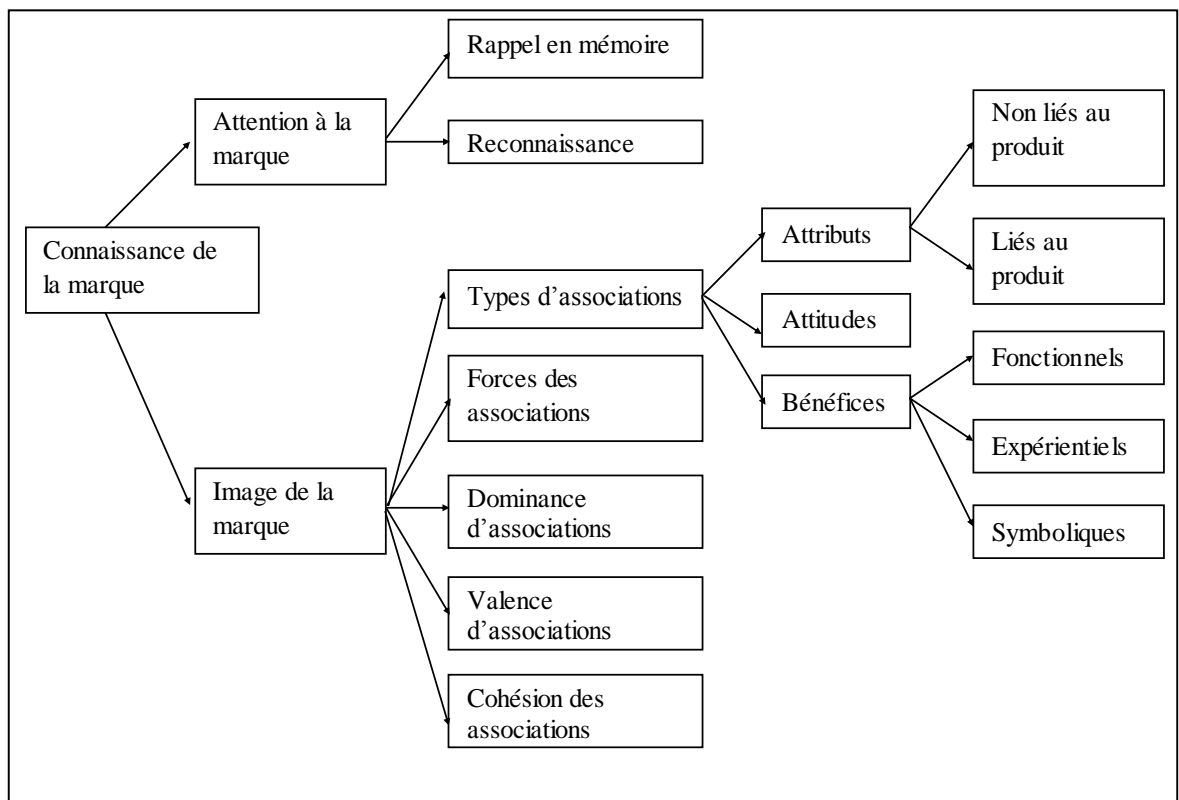 Rappel en mémoire
Attention à la
marque
Reconnaissance
Non liés au
produit
Connaissance de
la marque
Attributs
Liés au
produit
Types d’associations
Attitudes
Forces des
associations
Bénéfices
Fonctionnels
Expérientiels
Image de la
marque
Dominance
d’associations
Symboliques
Valence
d’associations
Cohésion des
associations